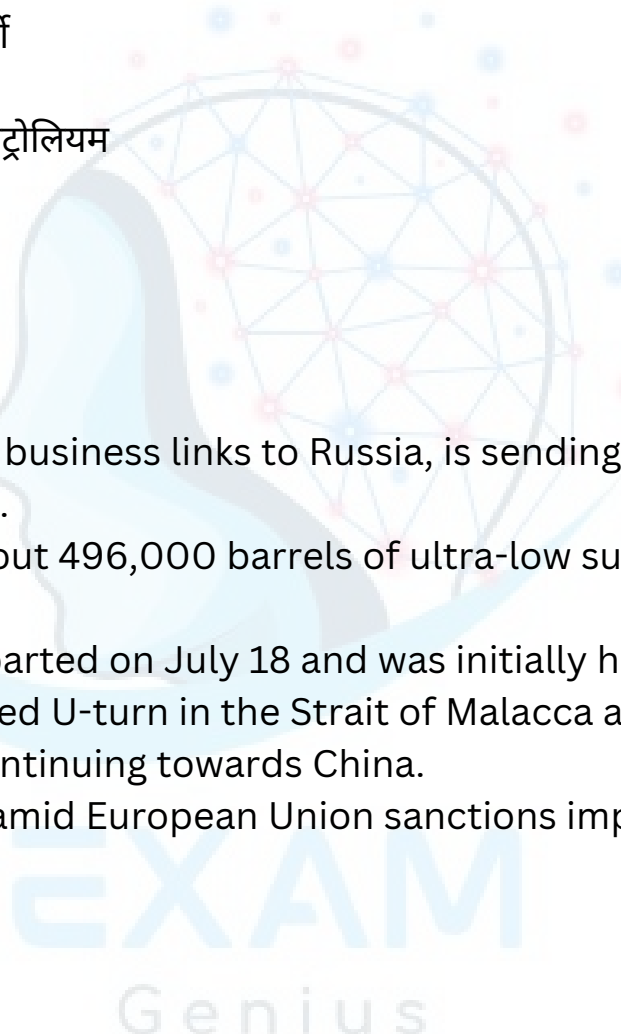 र्ी
ट्रोलियम
business links to Russia, is sending
.
out 496,000 barrels of ultra-low su
arted on July 18 and was initially h
ed U-turn in the Strait of Malacca a
ntinuing towards China.
amid European Union sanctions imp
EXAM
Genius